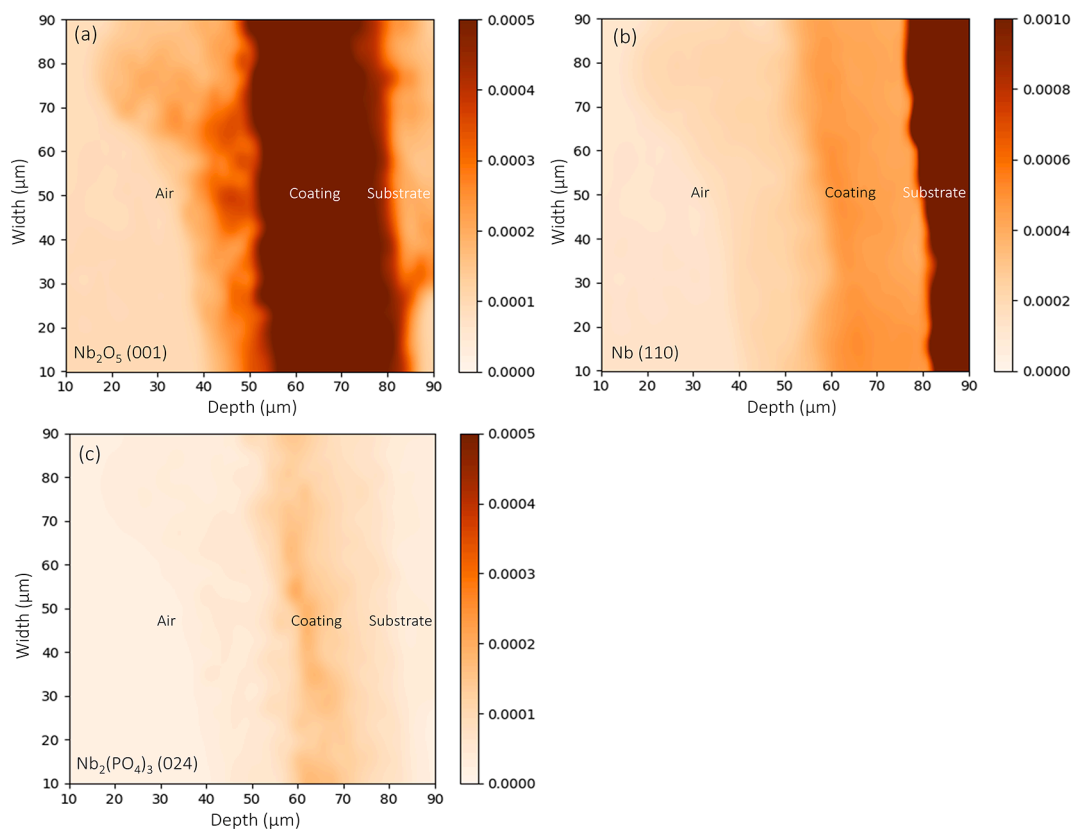 (a)
90
80
70
60
50
40
30
20
10
Width (µm)
Air
Coating
Substrate
Nb₂O₅ (001)
10 20 30 40 50 60 70 80 90
Depth (µm)
0.0005
0.0004
0.0003
0.0002
0.0001
0.0000
(b)
90
80
70
60
50
40
30
20
10
Width (µm)
Air
Coating
Substrate
Nb (110)
10 20 30 40 50 60 70 80 90
Depth (µm)
0.0010
0.0008
0.0006
0.0002
0.0002
0.0000
(c)
90
80
70
60
50
40
30
20
10
Width (µm)
Air
Coating
Substrate
Nb₂(PO₄)₃ (024)
10 20 30 40 50 60 70 80 90
Depth (µm)
0.0005
0.0004
0.0003
0.0002
0.0001
0.0000